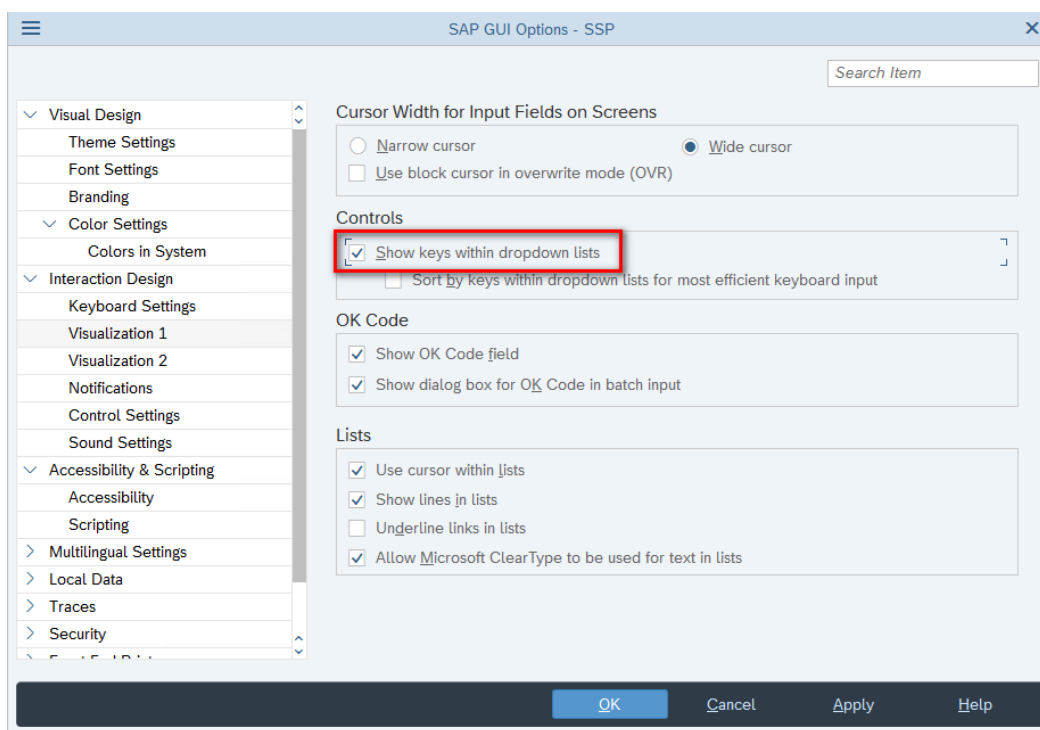 SAP GUI Options - SSP
Search Item
Visual Design
Theme Settings
Font Settings
Branding
Color Settings
Colors in System
Interaction Design
Keyboard Settings
Visualization 1
Visualization 2
Notifications
Control Settings
Sound Settings
Accessibility & Scripting
Accessibility
Scripting
Multilingual Settings
Local Data
Traces
Security
Cursor Width for Input Fields on Screens
Narrow cursor
Wide cursor
Use block cursor in overwrite mode (OVR)
Controls
Show keys within dropdown lists
Sort by keys within dropdown lists for most efficient keyboard input
OK Code
Show OK Code field
Show dialog box for OK Code in batch input
Lists
Use cursor within lists
Show lines in lists
Underline links in lists
Allow Microsoft ClearType to be used for text in lists
OK
Cancel
Apply
Help